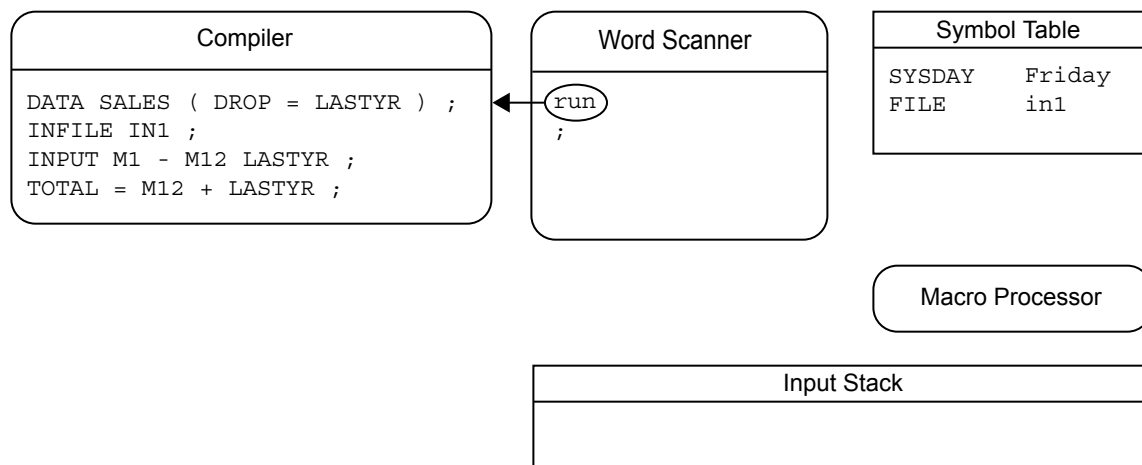 Compiler
DATA SALES ( DROP = LASTYR ) ;
INFILE IN1 ;
INPUT M1 - M12 LASTYR ;
TOTAL = M12 + LASTYR ;
Word Scanner
run
;
Symbol Table
SYSDAY Friday
FILE in1
Macro Processor
Input Stack